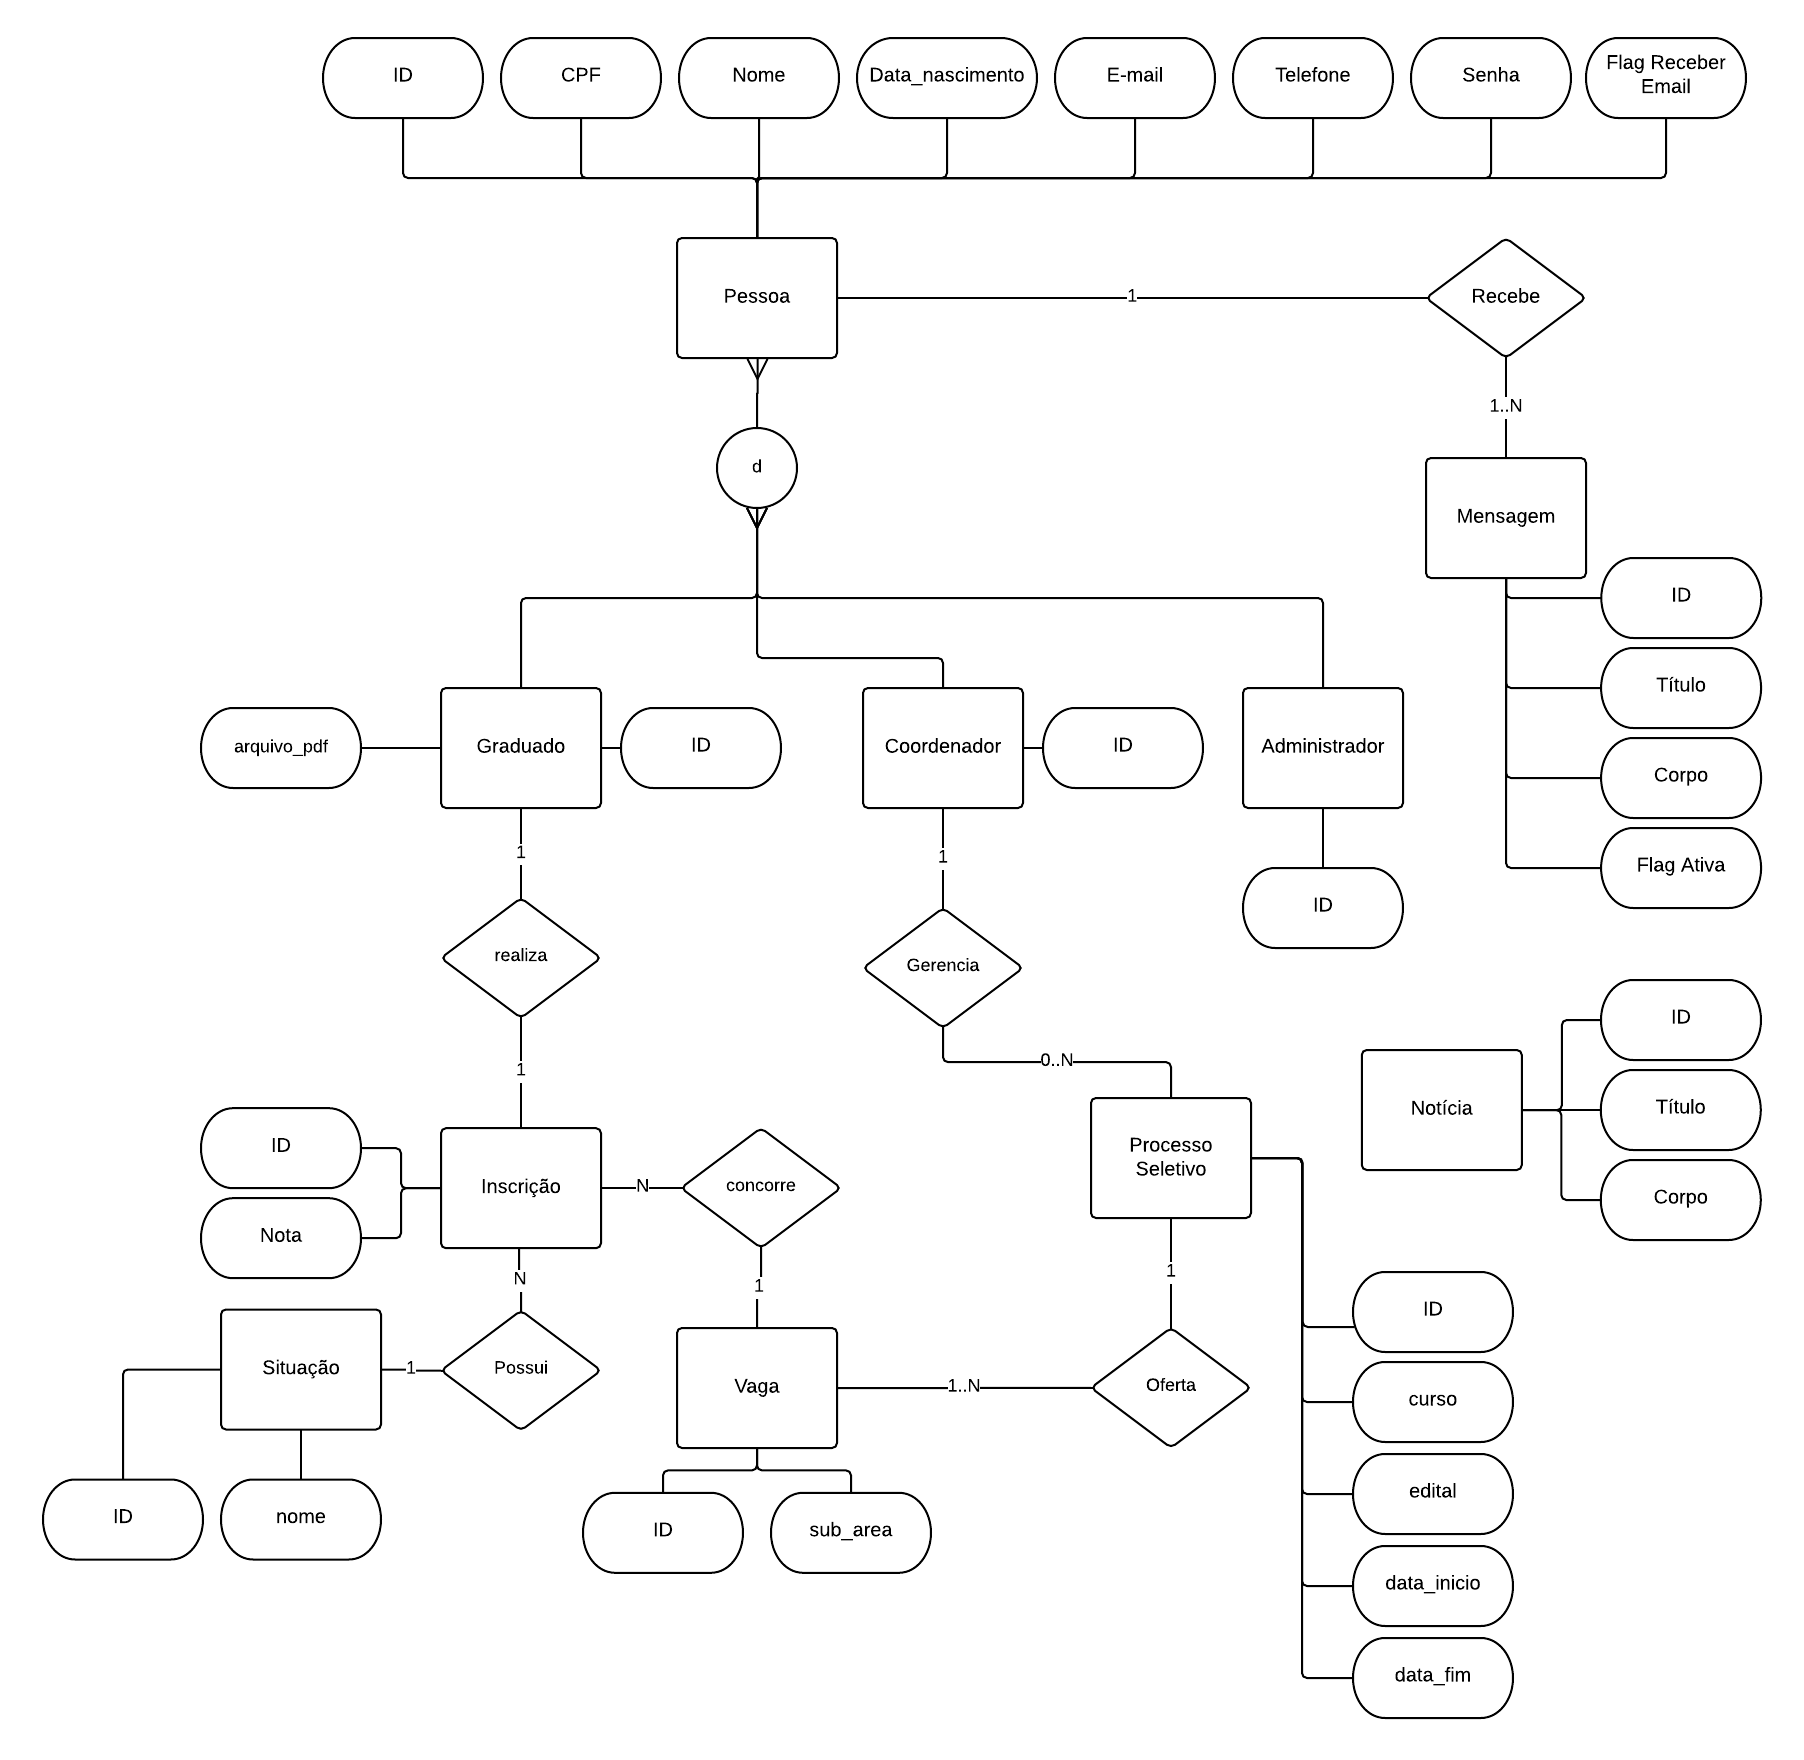 ID
CPF
Nome
Data_nascimento
E-mail
Telefone
Senha
Flag Receber
Email
Pessoa
1
Recebe
1..N
d
Mensagem
ID
Título
Corpo
Flag Ativa
arquivo_pdf
Graduado
ID
Coordenador
ID
Administrador
ID
1
realiza
1
1
Gerencia
0..N
ID
Nota
Inscrição
N
concorre
1
Processo
Seletivo
Notícia
ID
Título
Corpo
N
Possui
1
Situação
ID
nome
Vaga
1..N
Oferta
1
ID
sub_area
ID
curso
edital
data_inicio
data_fim